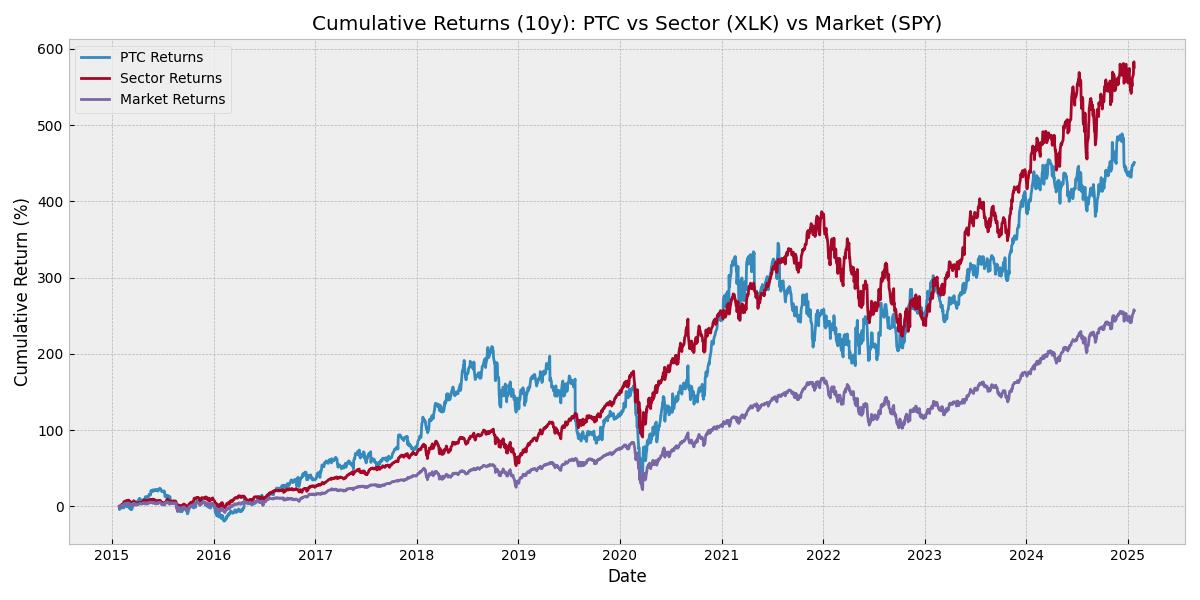 Cumulative Returns (10y): PTC vs Sector (XLK) vs Market (SPY)
PTC Returns
Sector Returns
Market Returns
Cumulative Return (%)
600
500
400
300
200
100
0
2015 2016 2017 2018 2019 2020 2021 2022 2023 2024 2025
Date